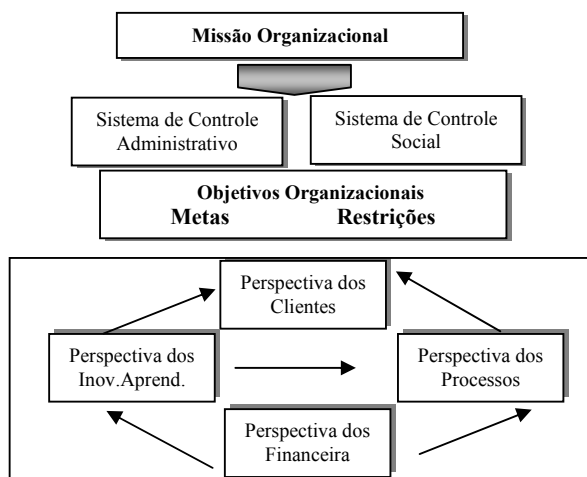 Missão Organizacional
Sistema de Controle
Administrativo
Sistema de Controle
Social
Objetivos Organizacionais
Metas Restrições
Perspectiva dos
Clientes
Perspectiva dos
Inov.Aprend.
Perspectiva dos
Processos
Perspectiva dos
Financeira